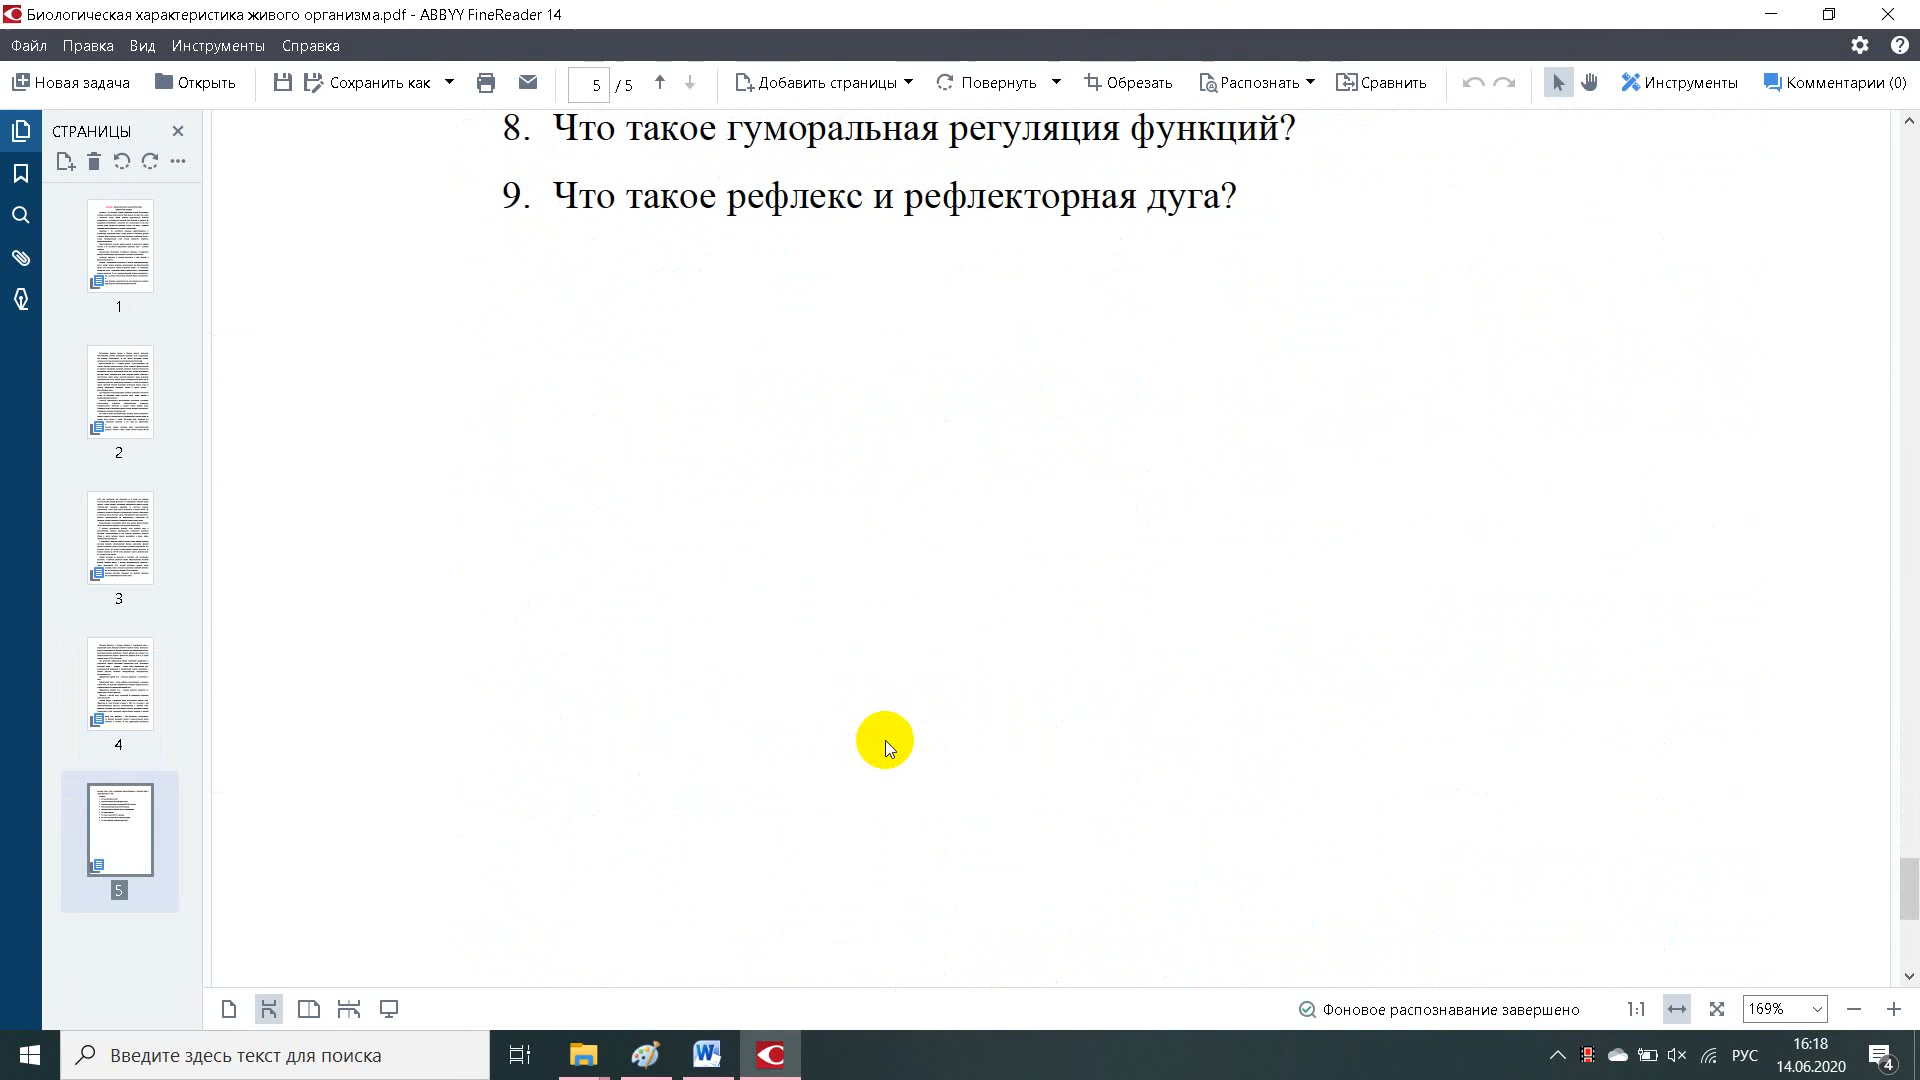 Биологическая характеристика живого организма.pdf - ABBYY FineReader 14
Файл Правка Вид Инструменты Справка
Новая задача Открыть Сохранить как 5 / 5 Добавить страницы Повернуть Обрезать Распознать Сравнить Инструменты Комментарии (0)
СТРАНИЦЫ
1
2
3
4
5
8. Что такое гуморальная регуляция функций?
9. Что такое рефлекс и рефлекторная дуга?
Фоновое распознавание завершено 1:1 169%
Введите здесь текст для поиска
РУС
16:18
14.06.2020
4